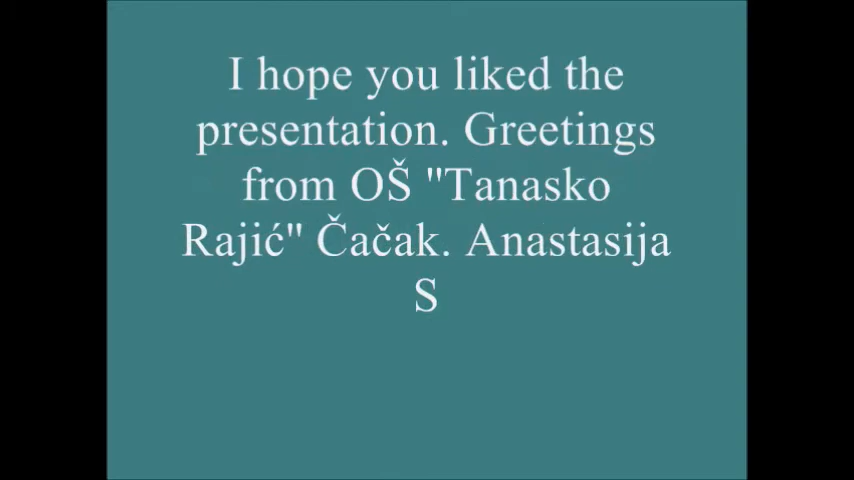 I hope you liked the
presentation. Greetings
from OŠ "Tanasko
Rajić" Čačak. Anastasija
S